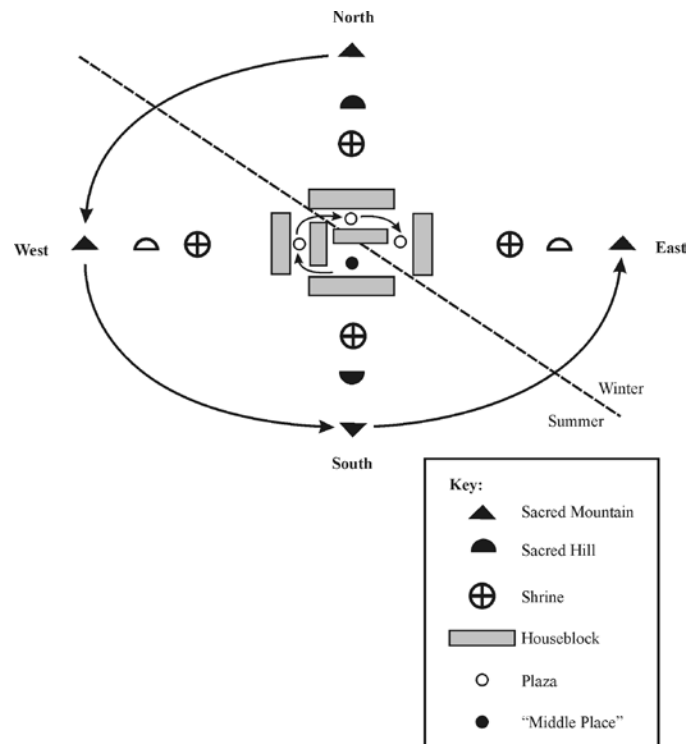 North
West
East
Winter
Summer
South
Key:
Sacred Mountain
Sacred Hill
Shrine
Houseblock
Plaza
“Middle Place”